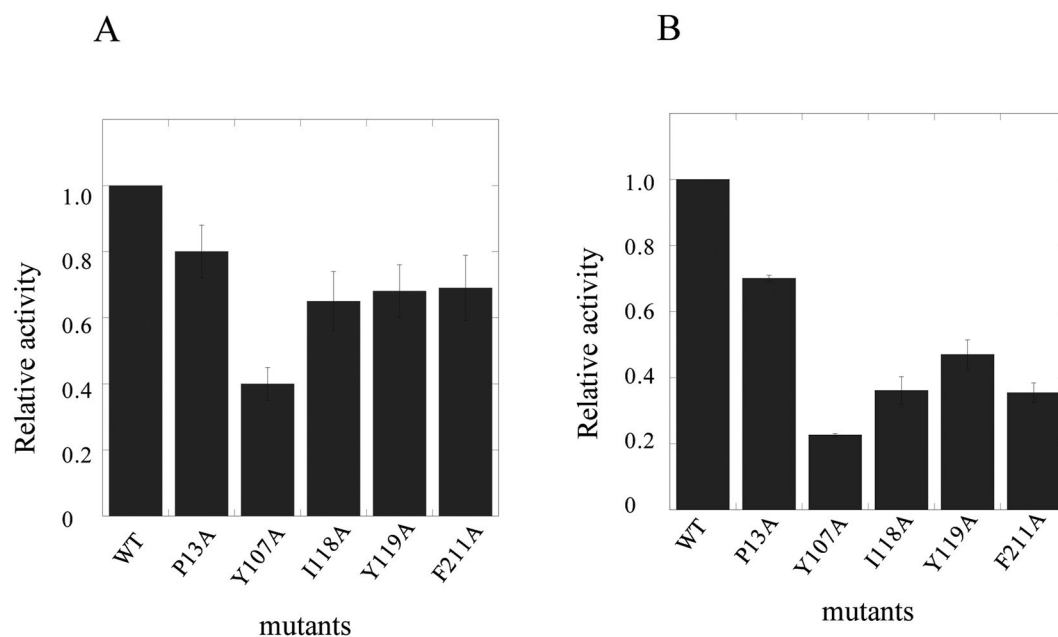 A
Relative activity
1.0
0.8
0.6
0.4
0.2
0
WT
P13A
Y107A
I118A
Y119A
F211A
mutants
B
Relative activity
1.0
0.8
0.6
0.4
0.2
0
WT
P13A
Y107A
I118A
Y119A
F211A
mutants